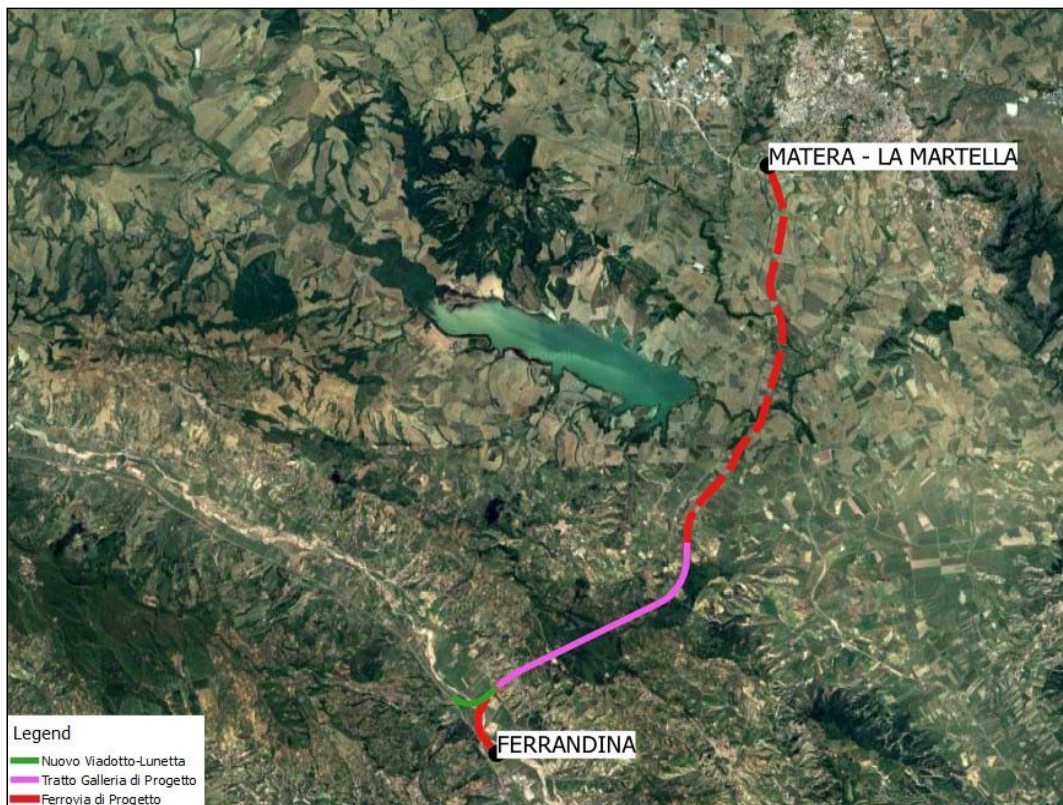 MATERA - LA MARTELLA
FERRANDINA
Legend
Nuovo Viadotto-Lunetta
Tratto Galleria di Progetto
Ferrovia di Progetto